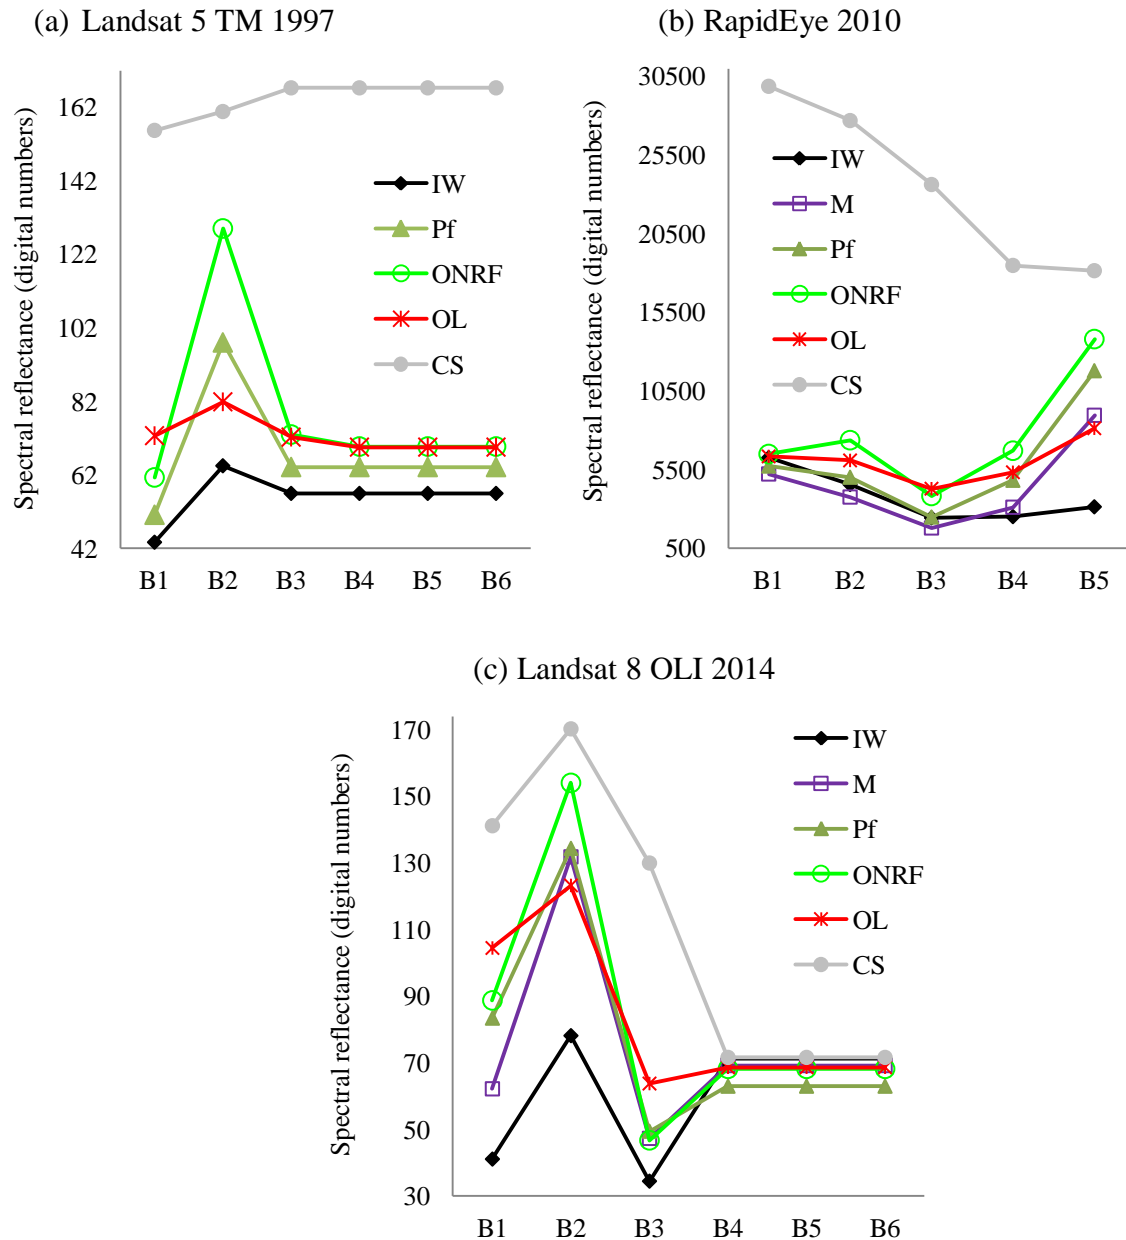 (a) Landsat 5 TM 1997
Spectral reflectance (digital numbers)
162
142
122
102
82
62
42
B1 B2 B3 B4 B5 B6
IW
Pf
ONRF
OL
CS
(b) RapidEye 2010
Spectral reflectance (digital numbers)
30500
25500
20500
15500
10500
5500
500
B1 B2 B3 B4 B5
IW
M
Pf
ONRF
OL
CS
(c) Landsat 8 OLI 2014
Spectral reflectance (digital numbers)
170
150
130
110
90
70
50
30
B1 B2 B3 B4 B5 B6
IW
M
Pf
ONRF
OL
CS